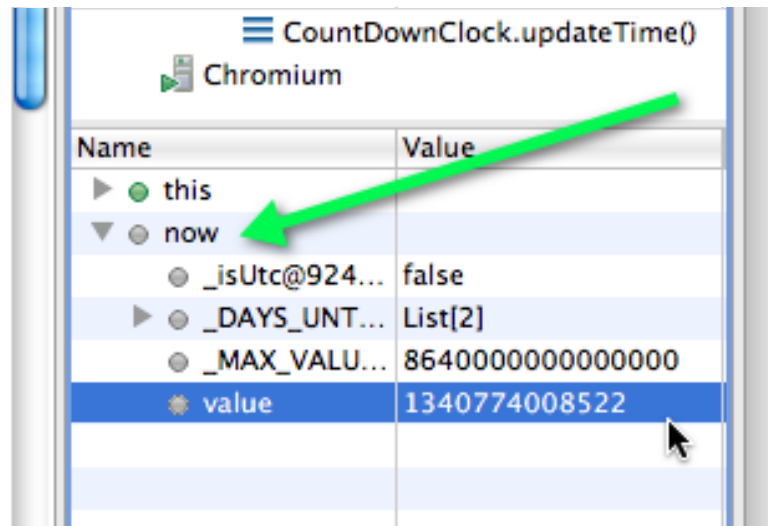 CountDownClock.updateTime()
Chromium
Name Value
this
now
_isUtc@924... false
_DAYS_UNT... List[2]
_MAX_VALU... 8640000000000000
value 1340774008522